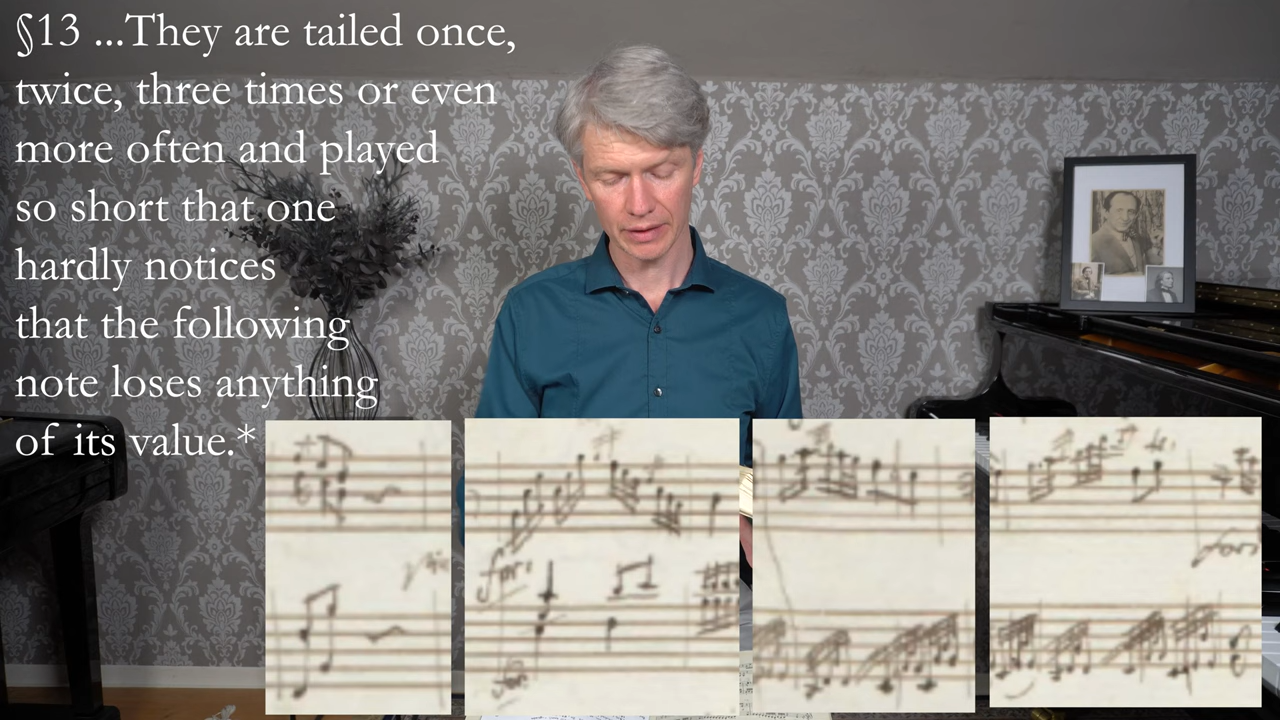 §13 ...They are tailed once,
twice, three times or even
more often and played
so short that one
hardly notices
that the following
note loses anything
of its value.*
fpr: